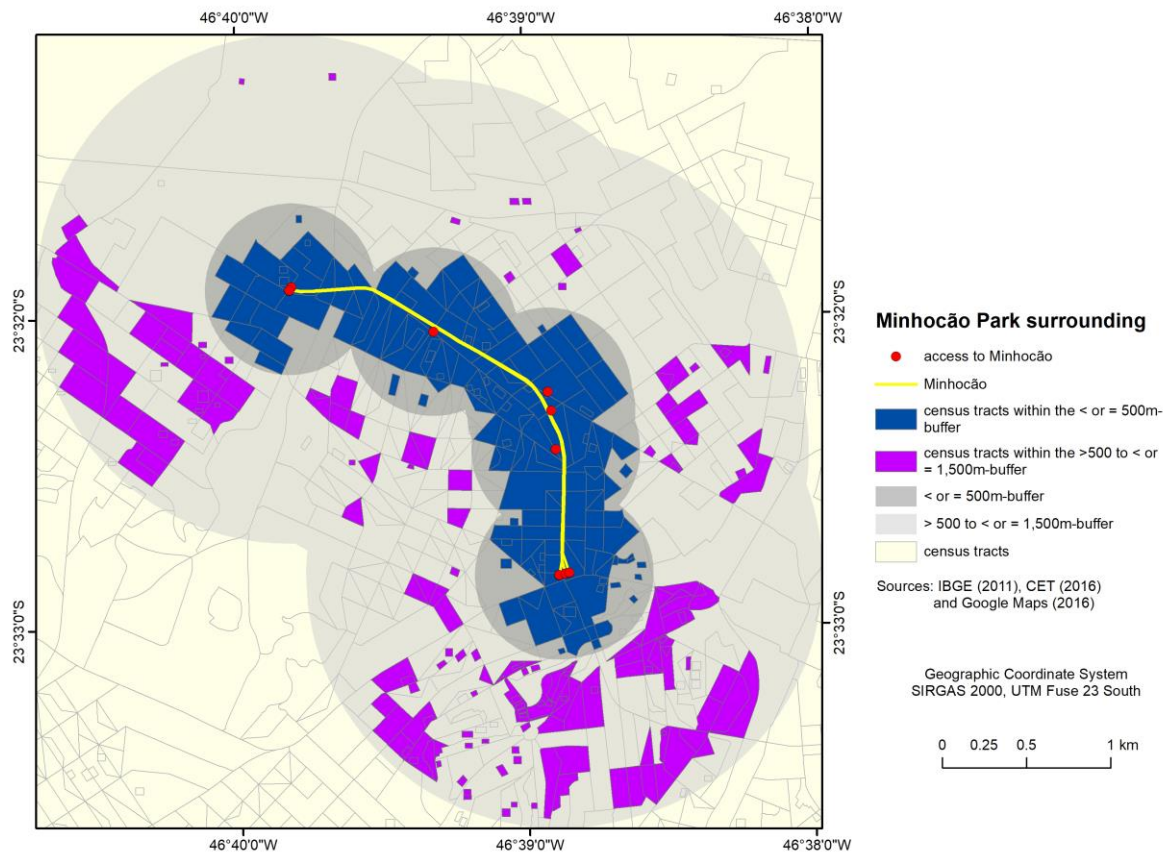 46°40'0"W 46°39'0"W 46°38'0"W
23°32'0"S
23°32'0"S
23°33'0"S
23°33'0"S
46°40'0"W 46°39'0"W 46°38'0"W
Minhocão Park surrounding
access to Minhocão
Minhocão
census tracts within the < or = 500m-
buffer
census tracts within the >500 to < or
= 1,500m-buffer
< or = 500m-buffer
> 500 to < or = 1,500m-buffer
census tracts
Sources: IBGE (2011), CET (2016)
and Google Maps (2016)
Geographic Coordinate System
SIRGAS 2000, UTM Fuse 23 South
0 0.25 0.5 1 km